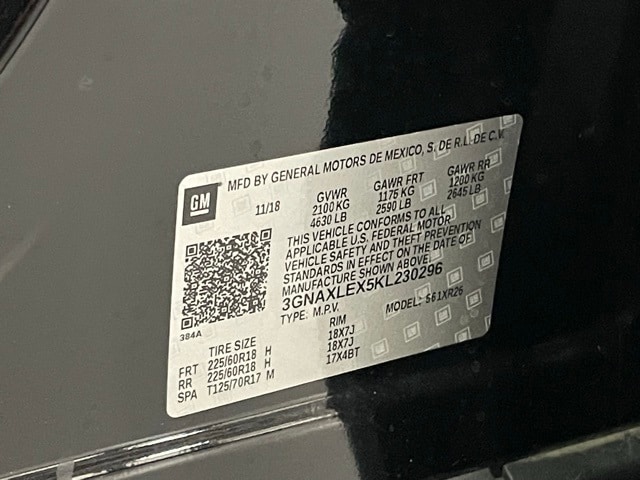 GM
MFD BY GENERAL MOTORS DE MEXICO, S. DE R.L. DE C.V.
11/18 GVWR GAWR FRT GAWR RR
2100 KG 1175 KG 1200 KG
4630 LB 2590 LB 2645 LB
THIS VEHICLE CONFORMS TO ALL
APPLICABLE U.S. FEDERAL MOTOR
VEHICLE SAFETY AND THEFT PREVENTION
STANDARDS IN EFFECT ON THE DATE OF
MANUFACTURE SHOWN ABOVE.
3GNAXLEX5KL230296
TYPE: M.P.V. MODEL: S61XR26
384A
TIRE SIZE RIM
FRT 225/60R18 H 18X7J
RR 225/60R18 H 18X7J
SPA T125/70R17 M 17X4BT